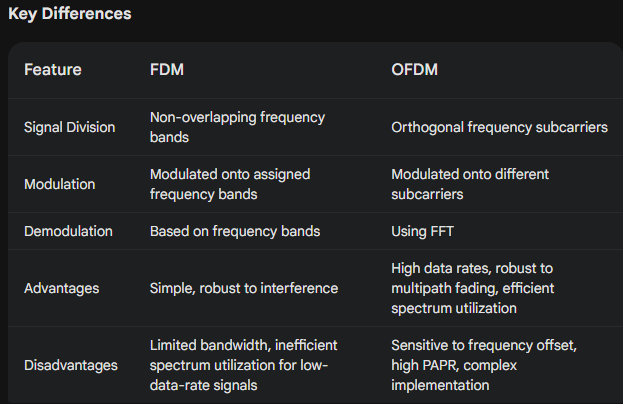 Key Differences
Feature FDM OFDM
Signal Division Non-overlapping frequency bands Orthogonal frequency subcarriers
Modulation Modulated onto assigned frequency bands Modulated onto different subcarriers
Demodulation Based on frequency bands Using FFT
Advantages Simple, robust to interference High data rates, robust to multipath fading, efficient spectrum utilization
Disadvantages Limited bandwidth, inefficient spectrum utilization for low-data-rate signals Sensitive to frequency offset, high PAPR, complex implementation